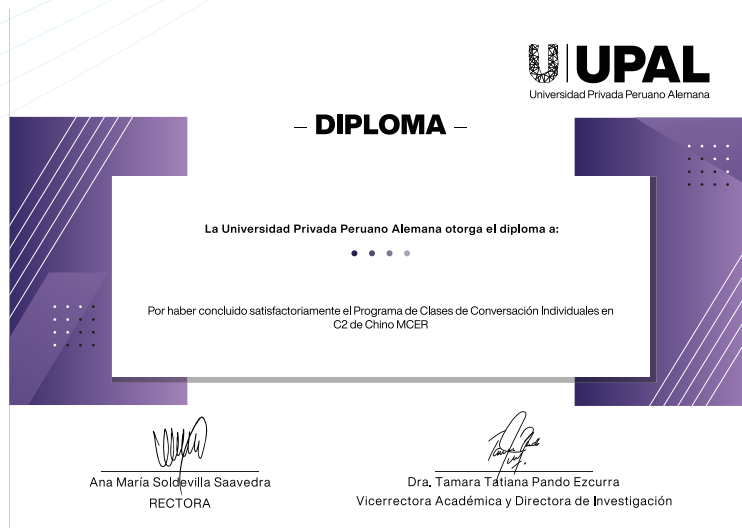 UPAL
Universidad Privada Peruano Alemana
– DIPLOMA –
La Universidad Privada Peruano Alemana otorga el diploma a:
Por haber concluido satisfactoriamente el Programa de Clases de Conversación Individuales en
C2 de Chino MCER
Ana María Soldevilla Saavedra
RECTORA
Dra. Tamara Tatiana Pando Ezcurra
Vicerrectora Académica y Directora de Investigación